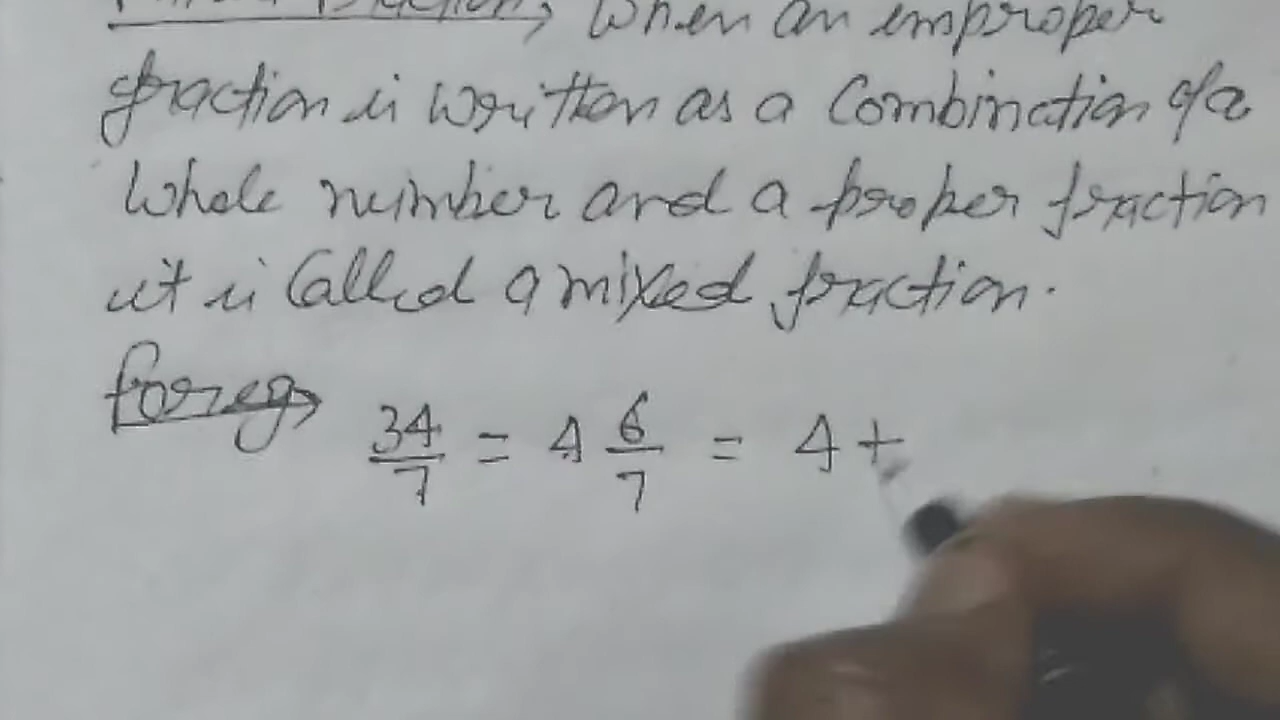 fraction, When an improper
fraction is written as a Combination of a
Whole number and a proper fraction
it is Called a mixed fraction.
for eg, 34/7 = 4 6/7 = 4 +